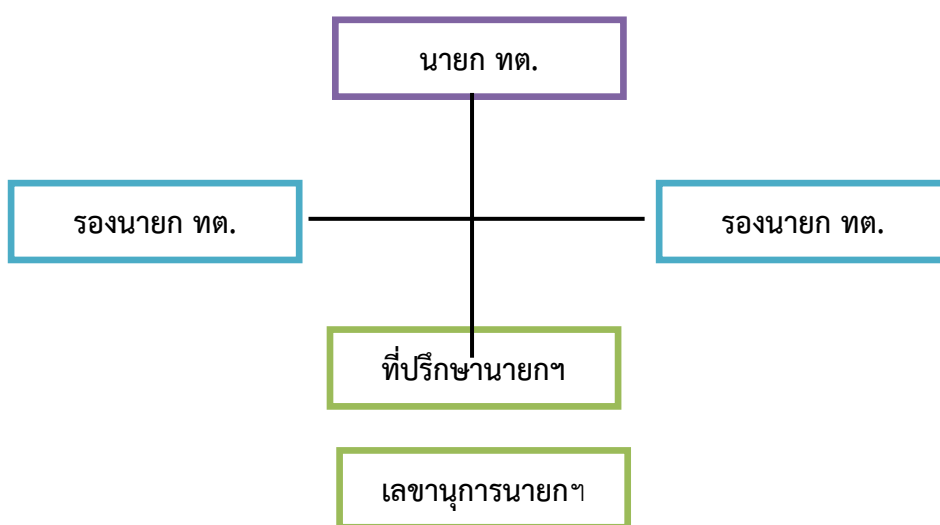 นายก ทต.
รองนายก ทต.
รองนายก ทต.
ที่ปรึกษานายกฯ
เลขานุการนายกฯ